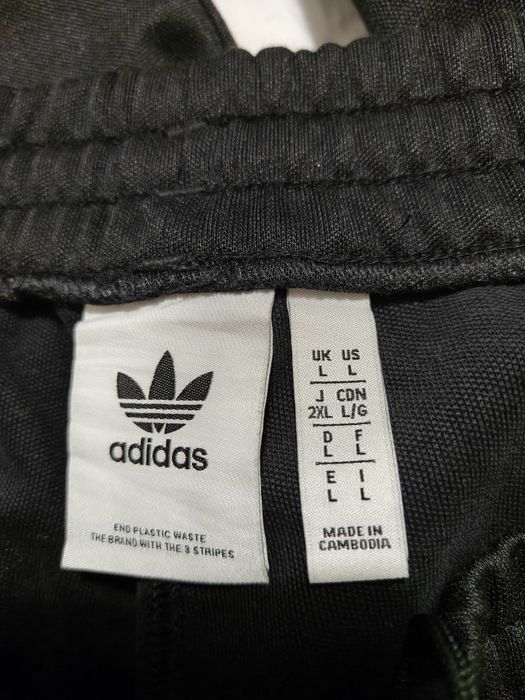 adidas
END PLASTIC WASTE
THE BRAND WITH THE 3 STRIPES
UK US
L L
J CDN
2XL L/G
D F
L L
E I
L L
MADE IN
CAMBODIA